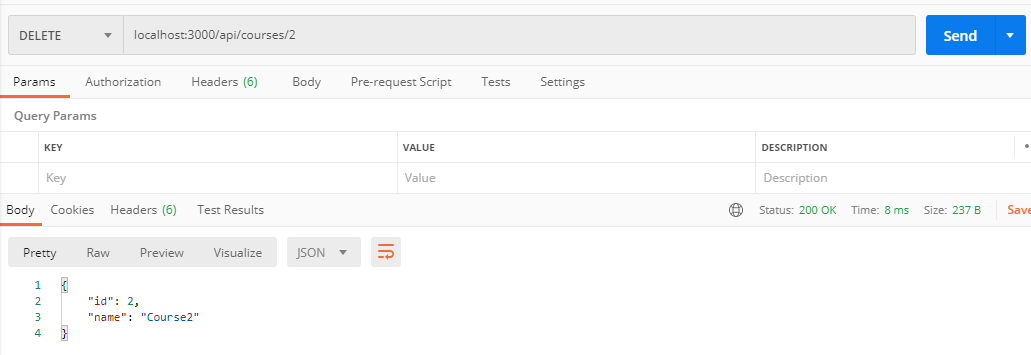 DELETE localhost:3000/api/courses/2 Send
Params Authorization Headers (6) Body Pre-request Script Tests Settings
Query Params
KEY VALUE DESCRIPTION
Key Value Description
Body Cookies Headers (6) Test Results Status: 200 OK Time: 8 ms Size: 237 B Save
Pretty Raw Preview Visualize JSON
1 {
2 "id": 2,
3 "name": "Course2"
4 }